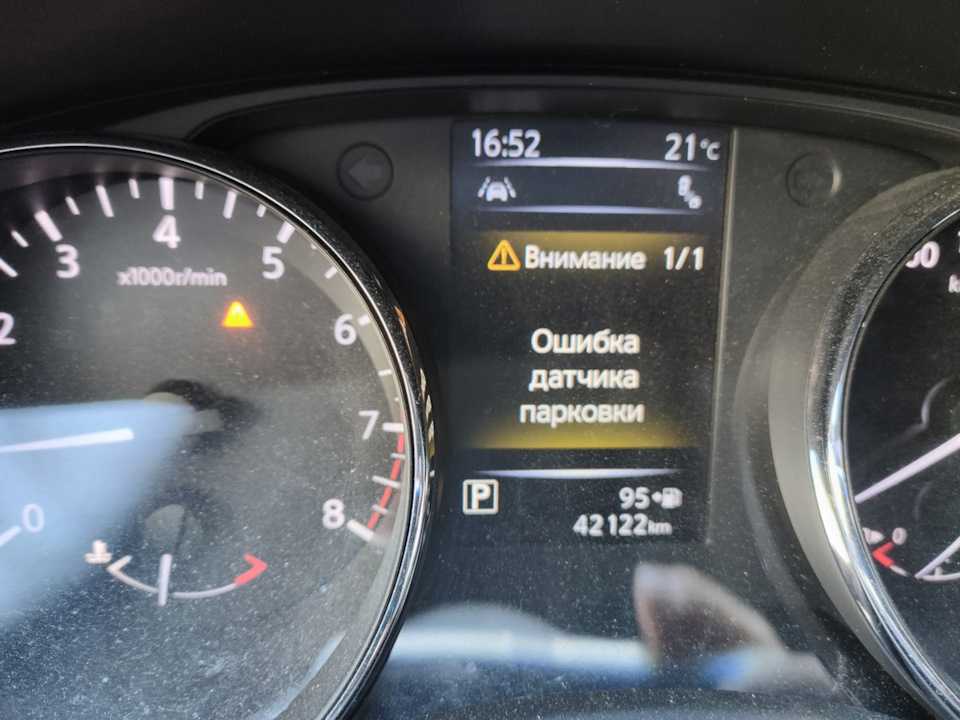 16:52 21°C
Внимание 1/1
Ошибка
датчика
парковки
P 95
42122km
2 3 4 5 6 7 8
x1000r/min
0
0